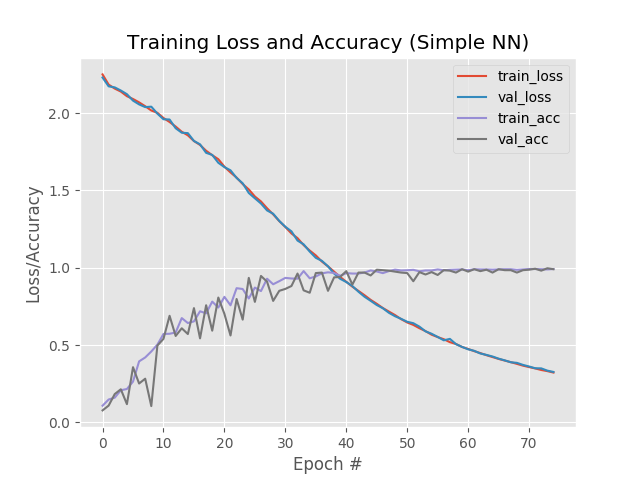 Training Loss and Accuracy (Simple NN)
train_loss
val_loss
train_acc
val_acc
Loss/Accuracy
2.0
1.5
1.0
0.5
0.0
0 10 20 30 40 50 60 70
Epoch #